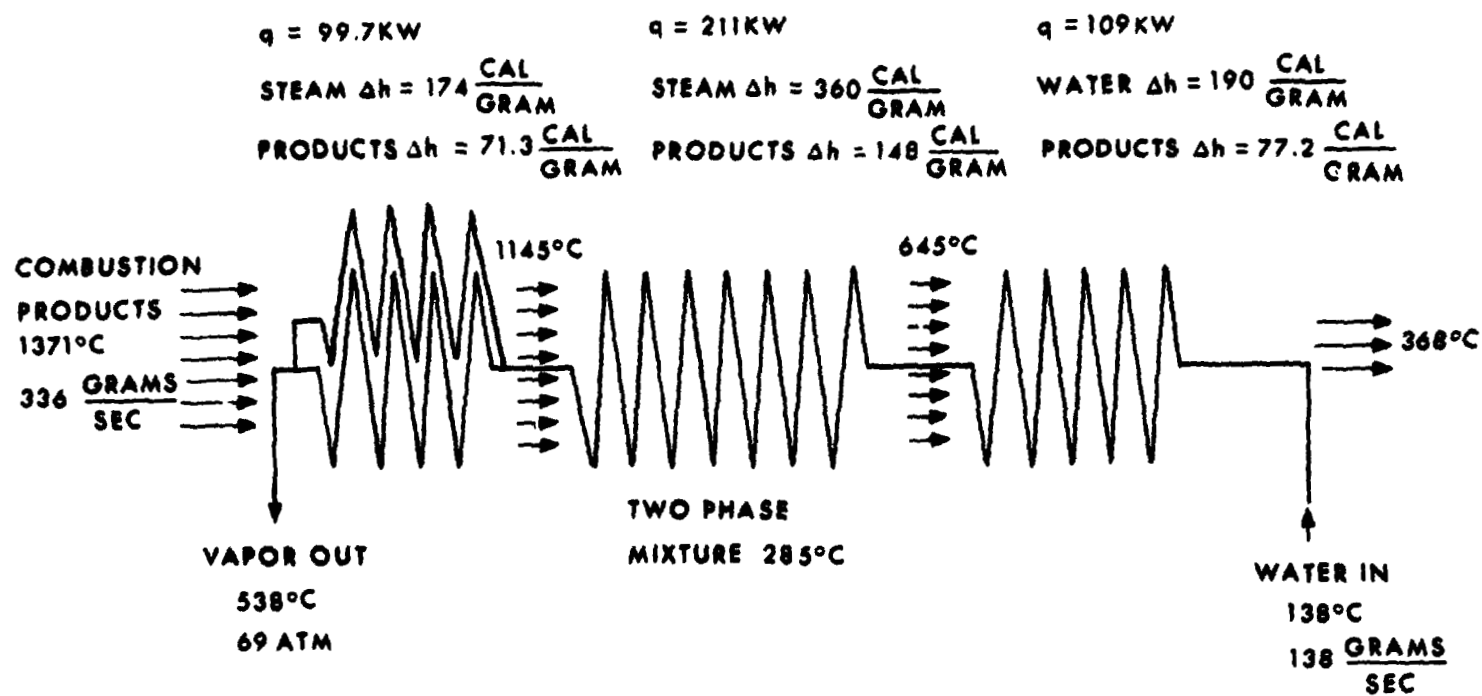 q = 99.7KW
STEAM Δh = 174 CAL/GRAM
PRODUCTS Δh = 71.3 CAL/GRAM
q = 211KW
STEAM Δh = 360 CAL/GRAM
PRODUCTS Δh = 148 CAL/GRAM
q = 109KW
WATER Δh = 190 CAL/GRAM
PRODUCTS Δh = 77.2 CAL/GRAM
COMBUSTION
PRODUCTS
1371°C
336 GRAMS/SEC
1145°C
645°C
368°C
VAPOR OUT
538°C
69 ATM
TWO PHASE
MIXTURE 285°C
WATER IN
138°C
138 GRAMS/SEC